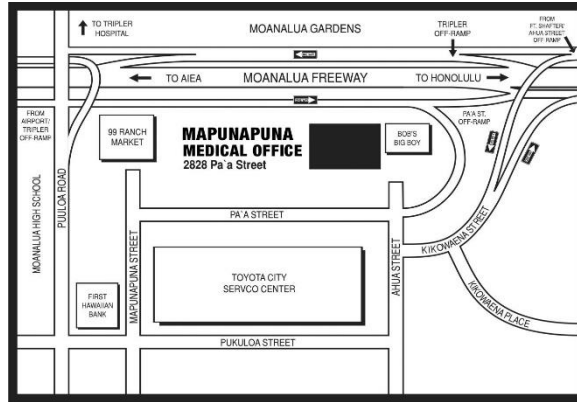 TO TRIPLER
HOSPITAL
MOANALUA GARDENS
TRIPLER
OFF-RAMP
FROM
FT. SHAFTER/
AHUA STREET
OFF RAMP
TO AIEA
MOANALUA FREEWAY
TO HONOLULU
FROM
AIRPORT/
TRIPLER
OFF-RAMP
99 RANCH
MARKET
MAPUNAPUNA
MEDICAL OFFICE
2828 Pa`a Street
BOB'S
BIG BOY
PA'A ST.
OFF-RAMP
MOANALUA HIGH SCHOOL
PUULOA ROAD
MAPUNAPUNA STREET
PA`A STREET
AHUA STREET
KIKOWAENA STREET
KIKOWAENA PLACE
TOYOTA CITY
SERVCO CENTER
FIRST
HAWAIIAN
BANK
PUKULOA STREET